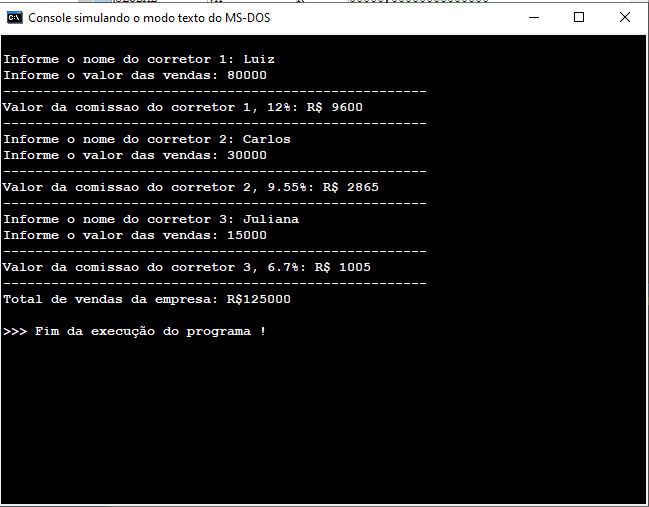 Console simulando o modo texto do MS-DOS
Informe o nome do corretor 1: Luiz
Informe o valor das vendas: 80000
-----------------------------------------------------
Valor da comissao do corretor 1, 12%: R$ 9600
-----------------------------------------------------
Informe o nome do corretor 2: Carlos
Informe o valor das vendas: 30000
-----------------------------------------------------
Valor da comissao do corretor 2, 9.55%: R$ 2865
-----------------------------------------------------
Informe o nome do corretor 3: Juliana
Informe o valor das vendas: 15000
-----------------------------------------------------
Valor da comissao do corretor 3, 6.7%: R$ 1005
-----------------------------------------------------
Total de vendas da empresa: R$125000
>>> Fim da execução do programa !